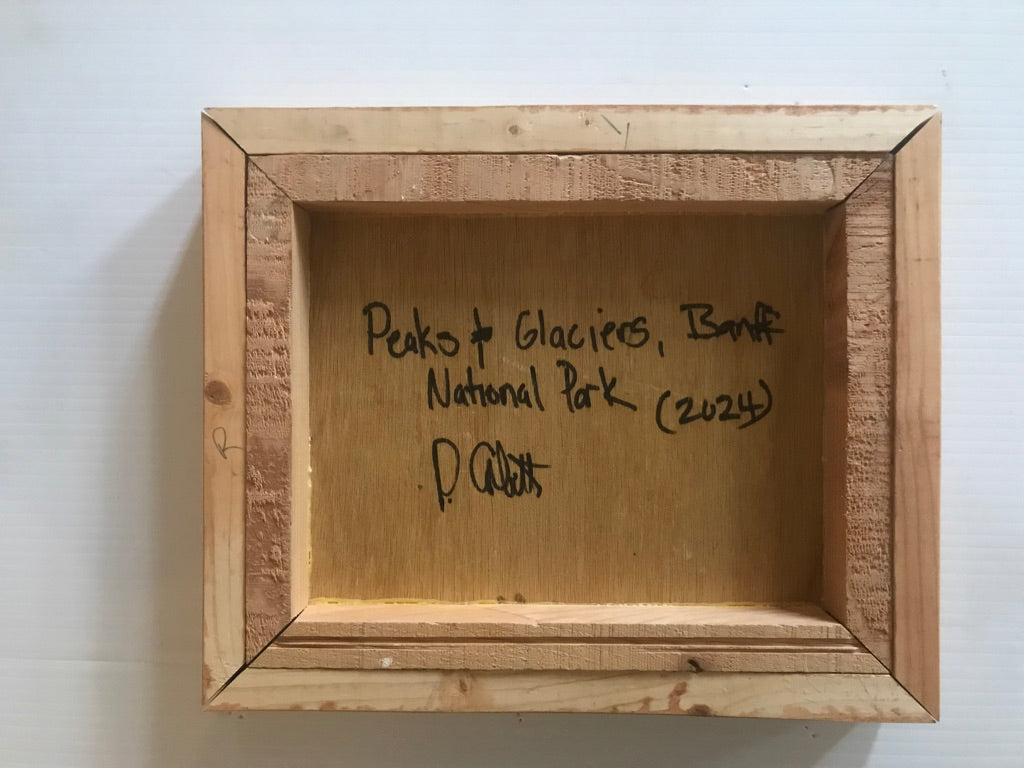 Peaks & Glaciers, Banff
National Park (2024)
P.
R